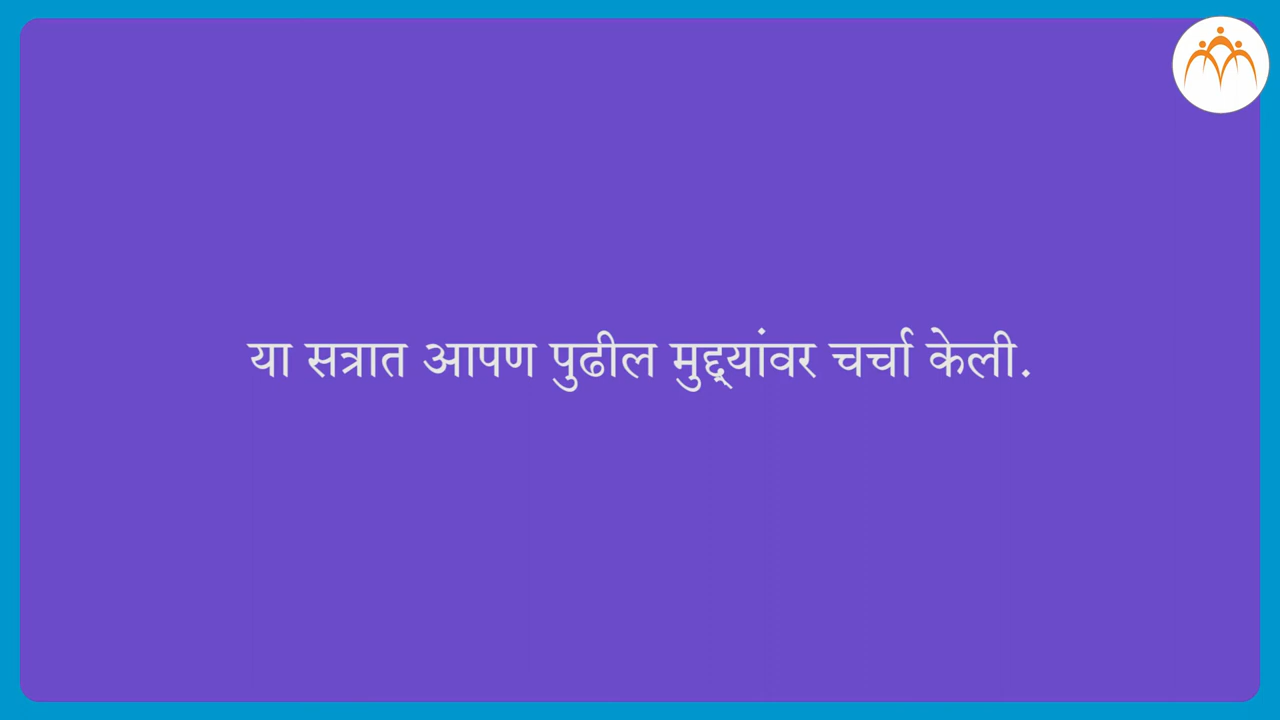 या सत्रात आपण पुढील मुद्द्यांवर चर्चा केली.